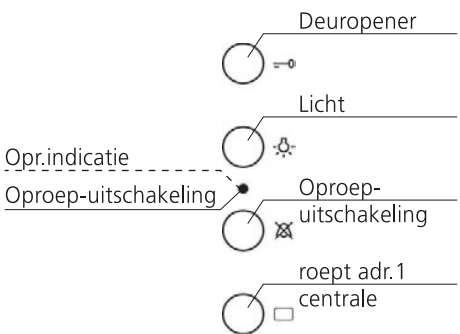 Deuropener
Licht
Opr.indicatie
Oproep-uitschakeling
Oproep-
uitschakeling
roept adr.1
centrale